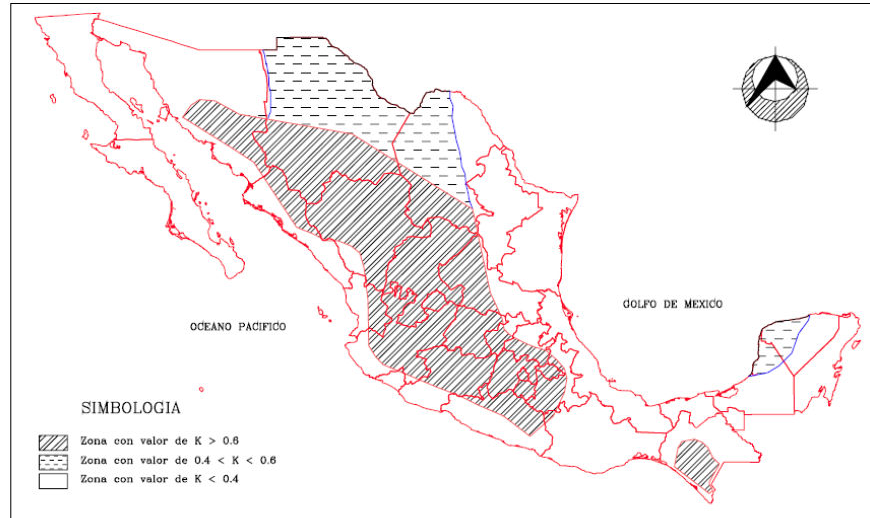 GOLFO DE MEXICO
OCEANO PACIFICO
SIMBOLOGIA
Zona con valor de K > 0.6
Zona con valor de 0.4 < K < 0.6
Zona con valor de K < 0.4